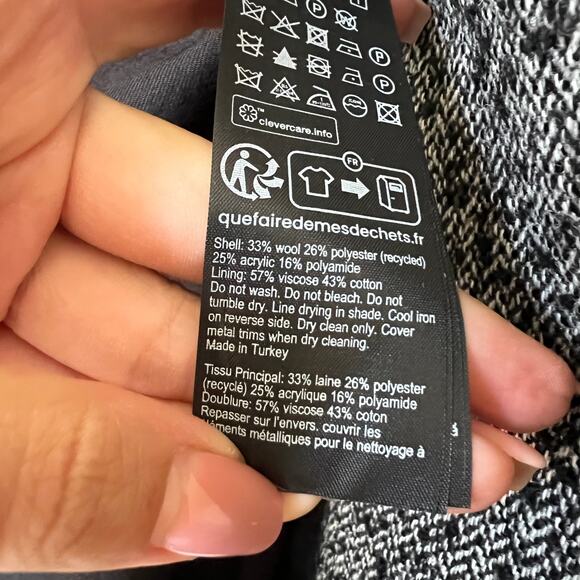 P
W
P
P
™
clevercare.info
FR
quefairedemesdechets.fr
Shell: 33% wool 26% polyester (recycled)
25% acrylic 16% polyamide
Lining: 57% viscose 43% cotton
Do not wash. Do not bleach. Do not
tumble dry. Line drying in shade. Cool iron
on reverse side. Dry clean only. Cover
metal trims when dry cleaning.
Made in Turkey
Tissu Principal: 33% laine 26% polyester
(recyclé) 25% acrylique 16% polyamide
Doublure: 57% viscose 43% coton
Repasser sur l'envers. couvrir les
éléments métalliques pour le nettoyage à